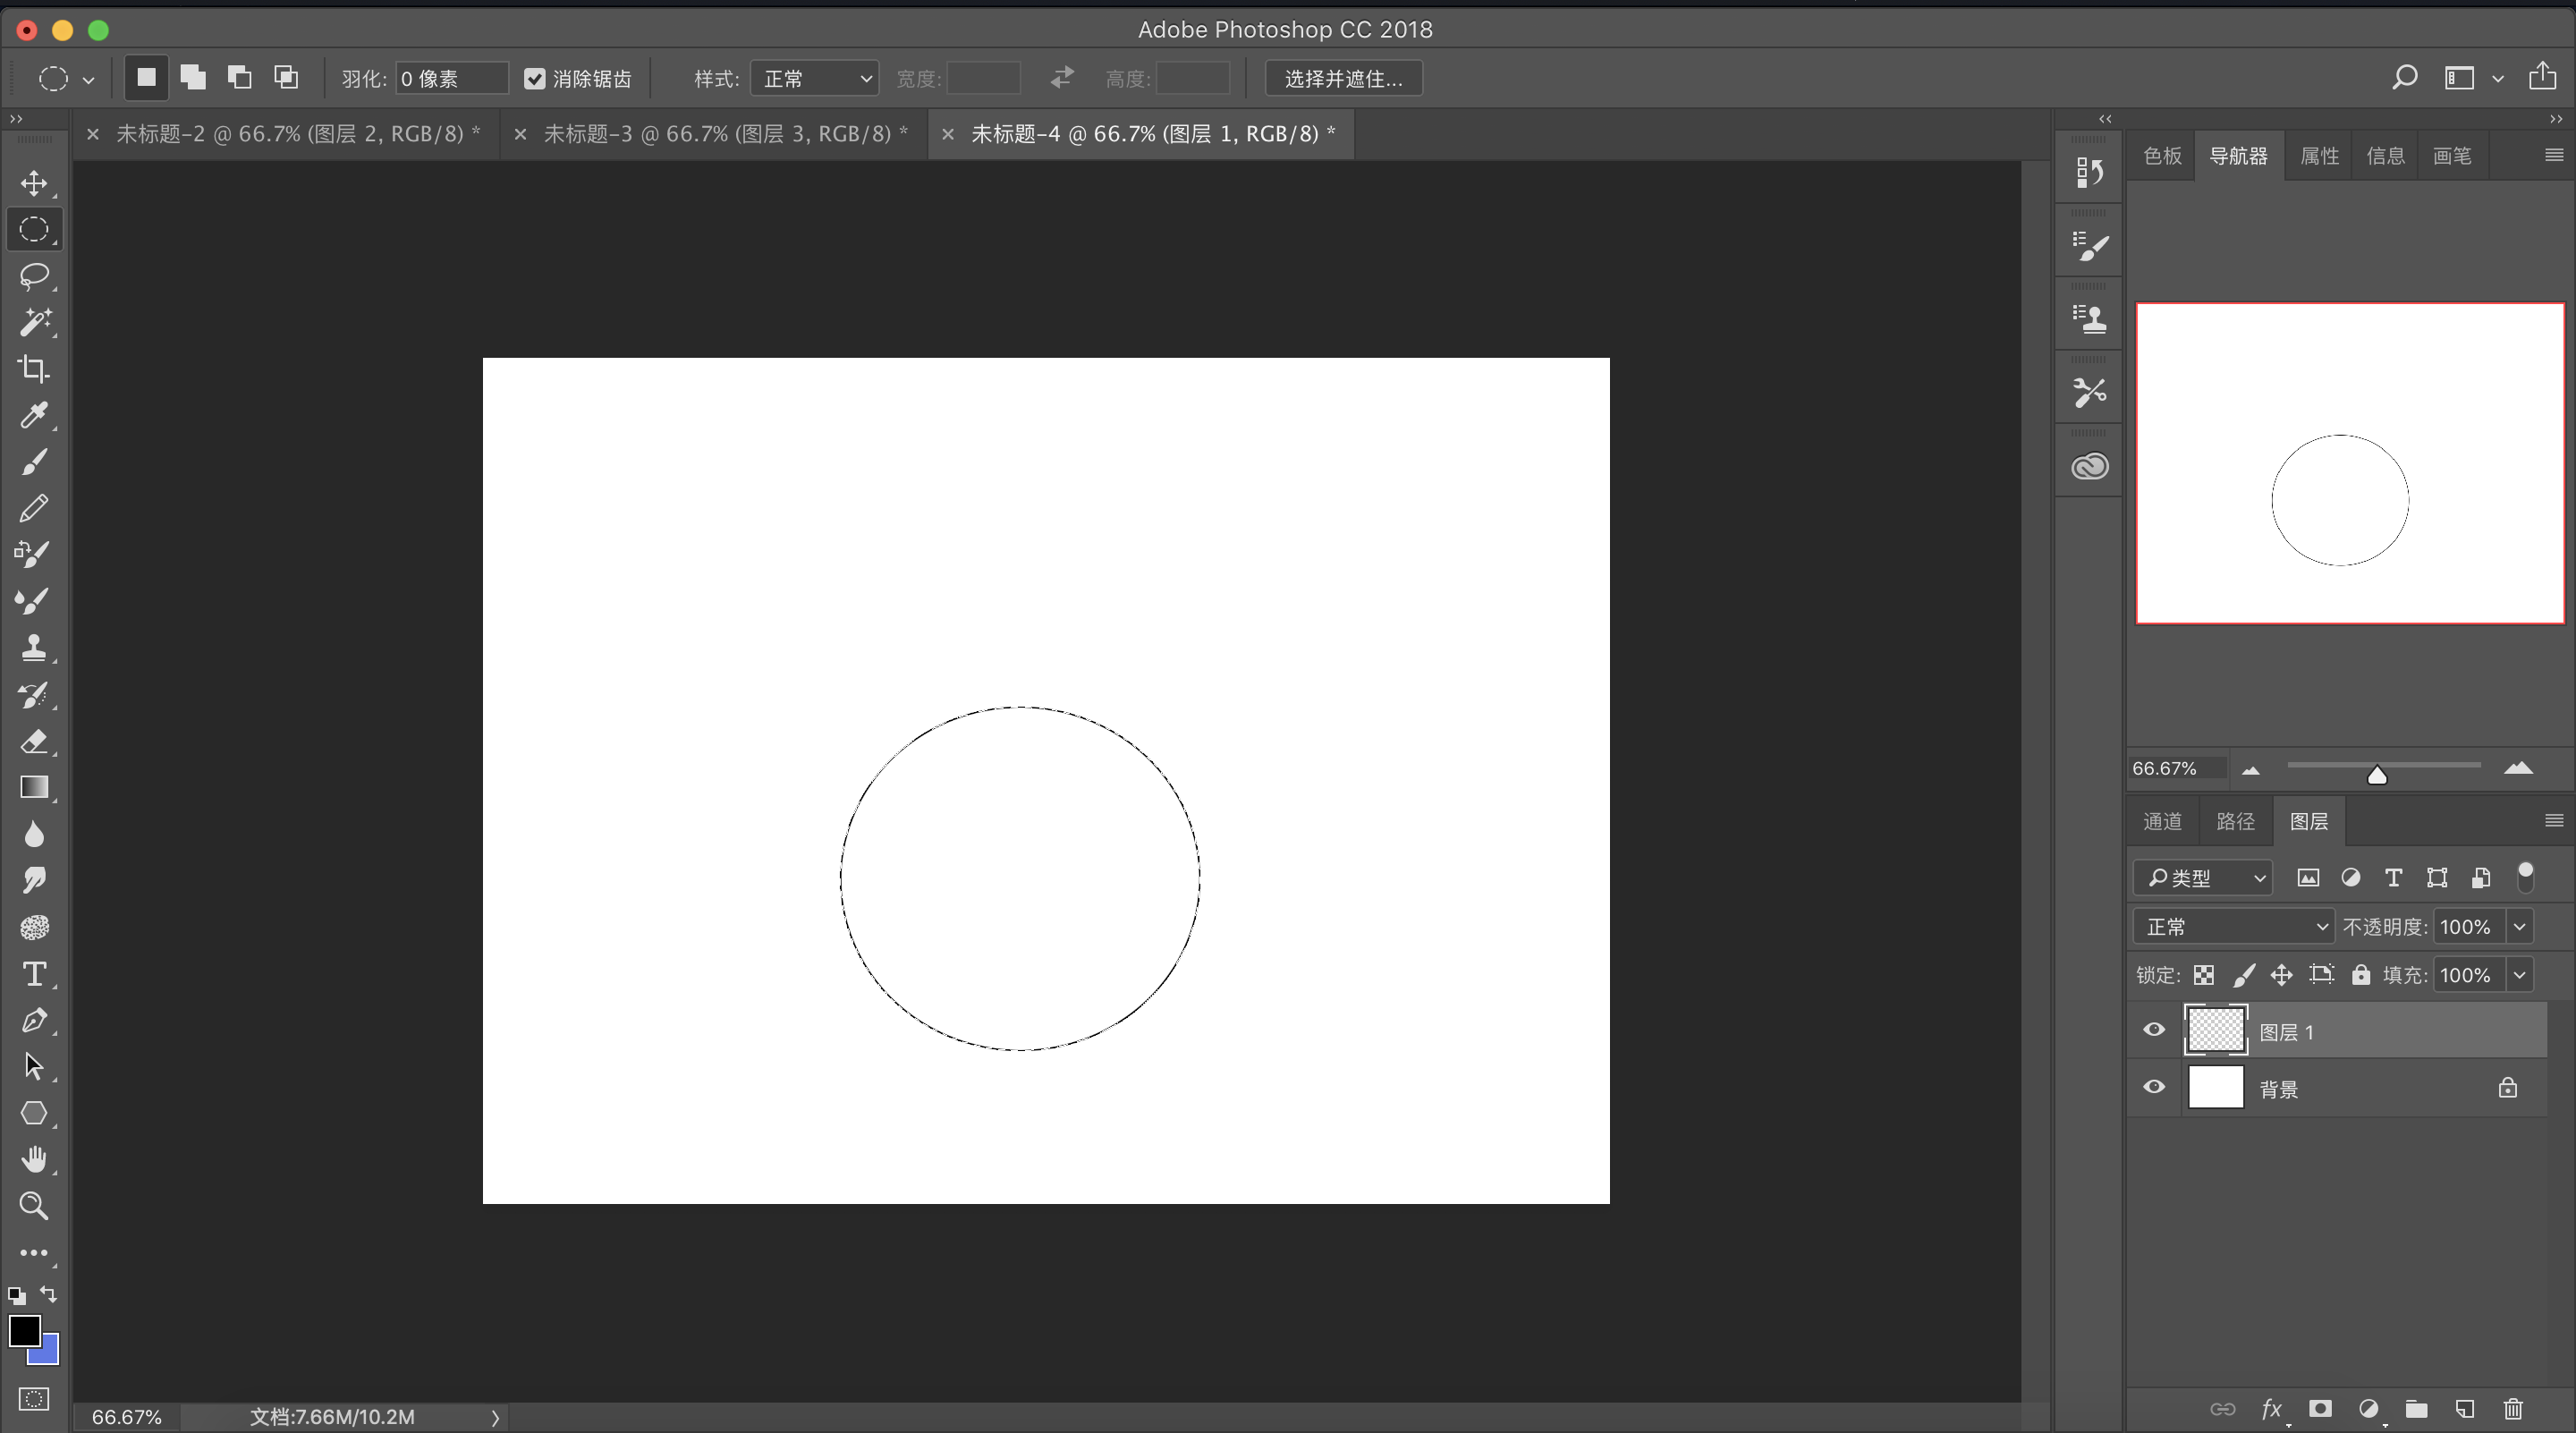 Adobe Photoshop CC 2018
羽化: 0 像素 消除锯齿 样式: 正常 宽度: 高度: 选择并遮住...
未标题-2 @ 66.7% (图层 2, RGB/8) *
未标题-3 @ 66.7% (图层 3, RGB/8) *
未标题-4 @ 66.7% (图层 1, RGB/8) *
色板 导航器 属性 信息 画笔
66.67%
通道 路径 图层
类型
正常 不透明度: 100%
锁定: 填充: 100%
图层 1
背景
fx
66.67% 文档:7.66M/10.2M